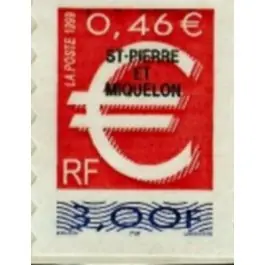 0,46 €
LA POSTE 1999
ST-PIERRE
ET
MIQUELON
RF
3,00F